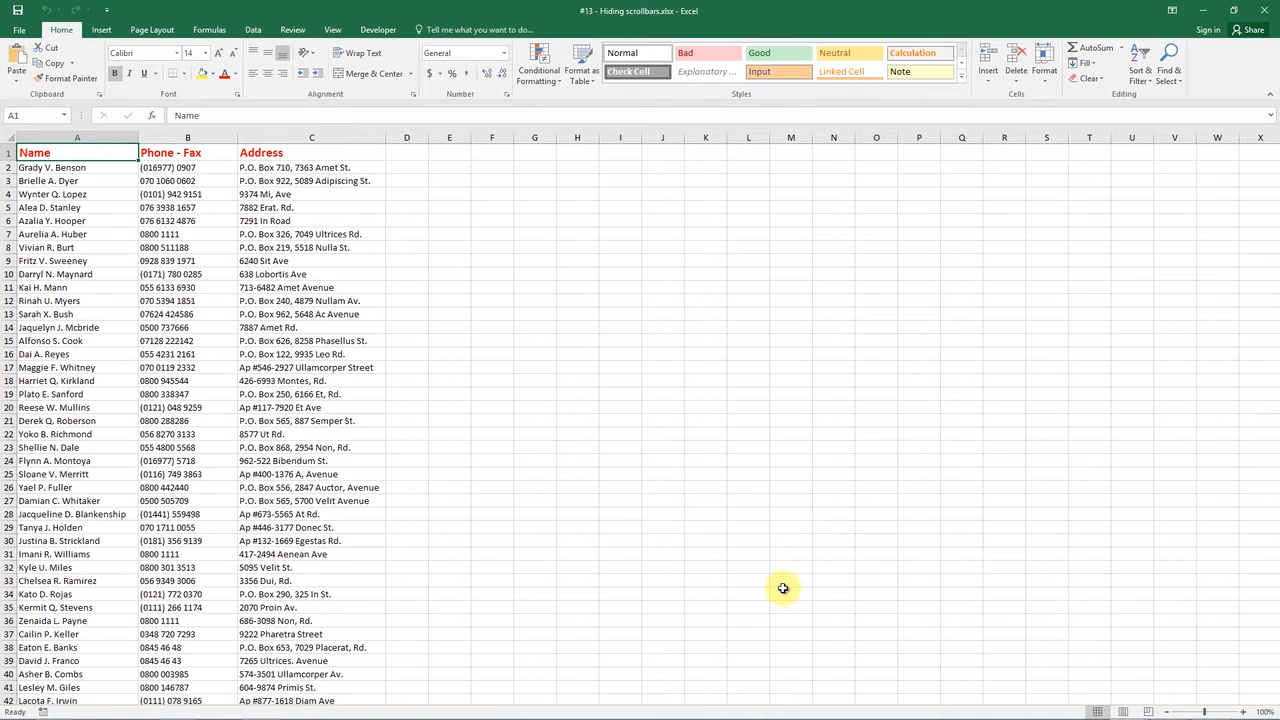 #13 - Hiding scrollbars.xlsx - Excel
File Home Insert Page Layout Formulas Data Review View Developer Tell me what you want to do... Sign in Share
Paste Cut Copy Format Painter Clipboard
Calibri 14 A A B I U A Font
Wrap Text Merge & Center Alignment
General $ % , Number
Conditional Formatting Format as Table
Normal Bad Good Neutral Calculation
Check Cell Explanatory ... Input Linked Cell Note
Styles
Insert Delete Format Cells
AutoSum Fill Clear Sort & Filter Find & Select Editing
A1 fx Name
A B C D E F G H I J K L M N O P Q R S T U V W X
1 Name Phone - Fax Address
2 Grady V. Benson (016977) 0907 P.O. Box 710, 7363 Amet St.
3 Brielle A. Dyer 070 1060 0602 P.O. Box 922, 5089 Adipiscing St.
4 Wynter Q. Lopez (0101) 942 9151 9374 Mi, Ave
5 Alea D. Stanley 076 3938 1657 7882 Erat. Rd.
6 Azalia Y. Hooper 076 6132 4876 7291 In Road
7 Aurelia A. Huber 0800 1111 P.O. Box 326, 7049 Ultrices Rd.
8 Vivian R. Burt 0800 511188 P.O. Box 219, 5518 Nulla St.
9 Fritz V. Sweeney 0928 839 1971 6240 Sit Ave
10 Darryl N. Maynard (0171) 780 0285 638 Lobortis Ave
11 Kai H. Mann 055 6133 6930 713-6482 Amet Avenue
12 Rinah U. Myers 070 5394 1851 P.O. Box 240, 4879 Nullam Av.
13 Sarah X. Bush 07624 424586 P.O. Box 962, 5648 Ac Avenue
14 Jaquelyn J. Mcbride 0500 737666 7887 Amet Rd.
15 Alfonso S. Cook 07128 222142 P.O. Box 626, 8258 Phasellus St.
16 Dai A. Reyes 055 4231 2161 P.O. Box 122, 9935 Leo Rd.
17 Maggie F. Whitney 070 0119 2332 Ap #546-2927 Ullamcorper Street
18 Harriet Q. Kirkland 0800 945544 426-6993 Montes, Rd.
19 Plato E. Sanford 0800 338347 P.O. Box 250, 6166 Et, Rd.
20 Reese W. Mullins (0121) 048 9259 Ap #117-7920 Et Ave
21 Derek Q. Roberson 0800 288286 P.O. Box 565, 887 Semper St.
22 Yoko B. Richmond 056 8270 3133 8577 Ut Rd.
23 Shellie N. Dale 055 4800 5568 P.O. Box 868, 2954 Non, Rd.
24 Flynn A. Montoya (016977) 5718 962-522 Bibendum St.
25 Sloane V. Merritt (0116) 749 3863 Ap #400-1376 A, Avenue
26 Yael P. Fuller 0800 442440 P.O. Box 556, 2847 Auctor, Avenue
27 Damian C. Whitaker 0500 505709 P.O. Box 565, 5700 Velit Avenue
28 Jacqueline D. Blankenship (01441) 559498 Ap #673-5565 At Rd.
29 Tanya J. Holden 070 1711 0055 Ap #446-3177 Donec St.
30 Justina B. Strickland (0181) 356 9139 Ap #132-1669 Egestas Rd.
31 Imani R. Williams 0800 1111 417-2494 Aenean Ave
32 Kyle U. Miles 0800 301 3513 5095 Velit St.
33 Chelsea R. Ramirez 056 9349 3006 3356 Dui, Rd.
34 Kato D. Rojas (0121) 772 0370 P.O. Box 290, 325 In St.
35 Kermit Q. Stevens (0111) 266 1174 2070 Proin Av.
36 Zenaida L. Payne 0800 1111 686-3098 Non, Rd.
37 Cailin P. Keller 0348 720 7293 9222 Pharetra Street
38 Eaton E. Banks 0845 46 48 P.O. Box 653, 7029 Placerat, Rd.
39 David J. Franco 0845 46 43 7265 Ultrices. Avenue
40 Asher B. Combs 0800 003985 574-3501 Ullamcorper Av.
41 Lesley M. Giles 0800 146787 604-9874 Primis St.
42 Lacota F. Irwin (0111) 078 9165 Ap #877-1618 Diam Ave
Ready 100%